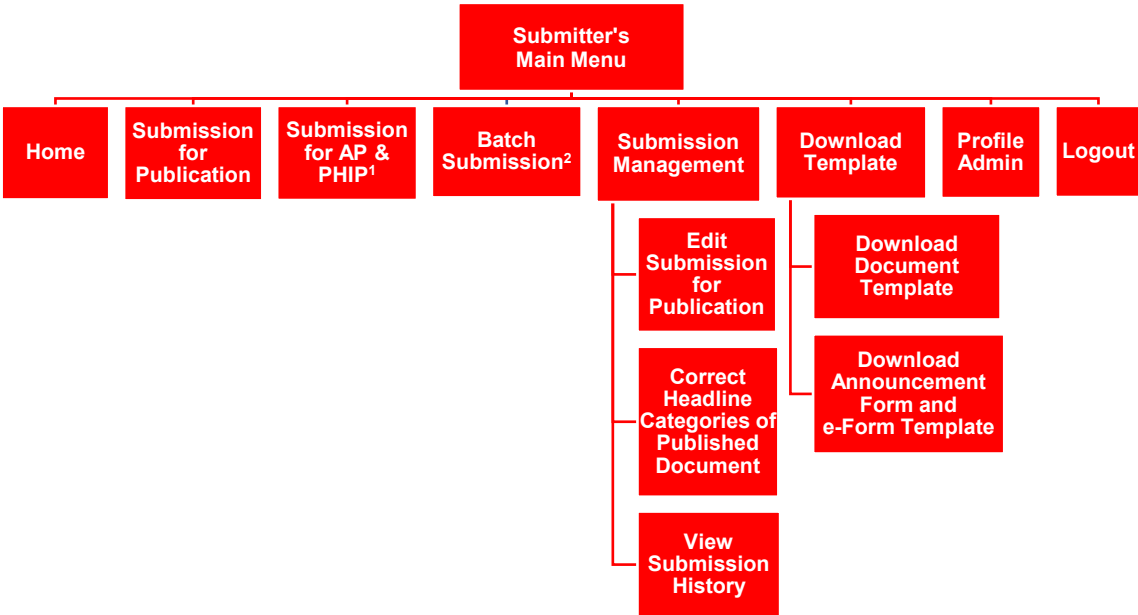 Submitter's
Main Menu
Home
Submission
for
Publication
Submission
for AP &
PHIP¹
Batch
Submission²
Submission
Management
Download
Template
Profile
Admin
Logout
Edit
Submission
for
Publication
Correct
Headline
Categories of
Published
Document
View
Submission
History
Download
Document
Template
Download
Announcement
Form and
e-Form Template